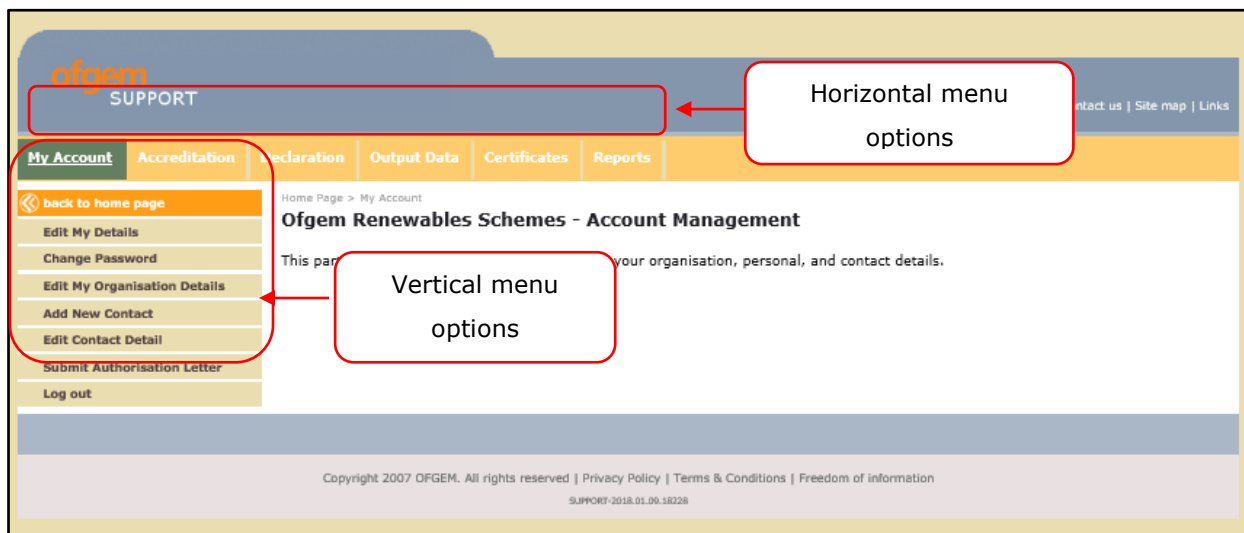 ofgem
SUPPORT
Horizontal menu
options
ntact us | Site map | Links
My Account Accreditation Declaration Output Data Certificates Reports
back to home page
Edit My Details
Change Password
Edit My Organisation Details
Add New Contact
Edit Contact Detail
Submit Authorisation Letter
Log out
Home Page > My Account
Ofgem Renewables Schemes - Account Management
This par your organisation, personal, and contact details.
Vertical menu
options
Copyright 2007 OFGEM. All rights reserved | Privacy Policy | Terms & Conditions | Freedom of information
SUPPORT-2018.01.09.18228